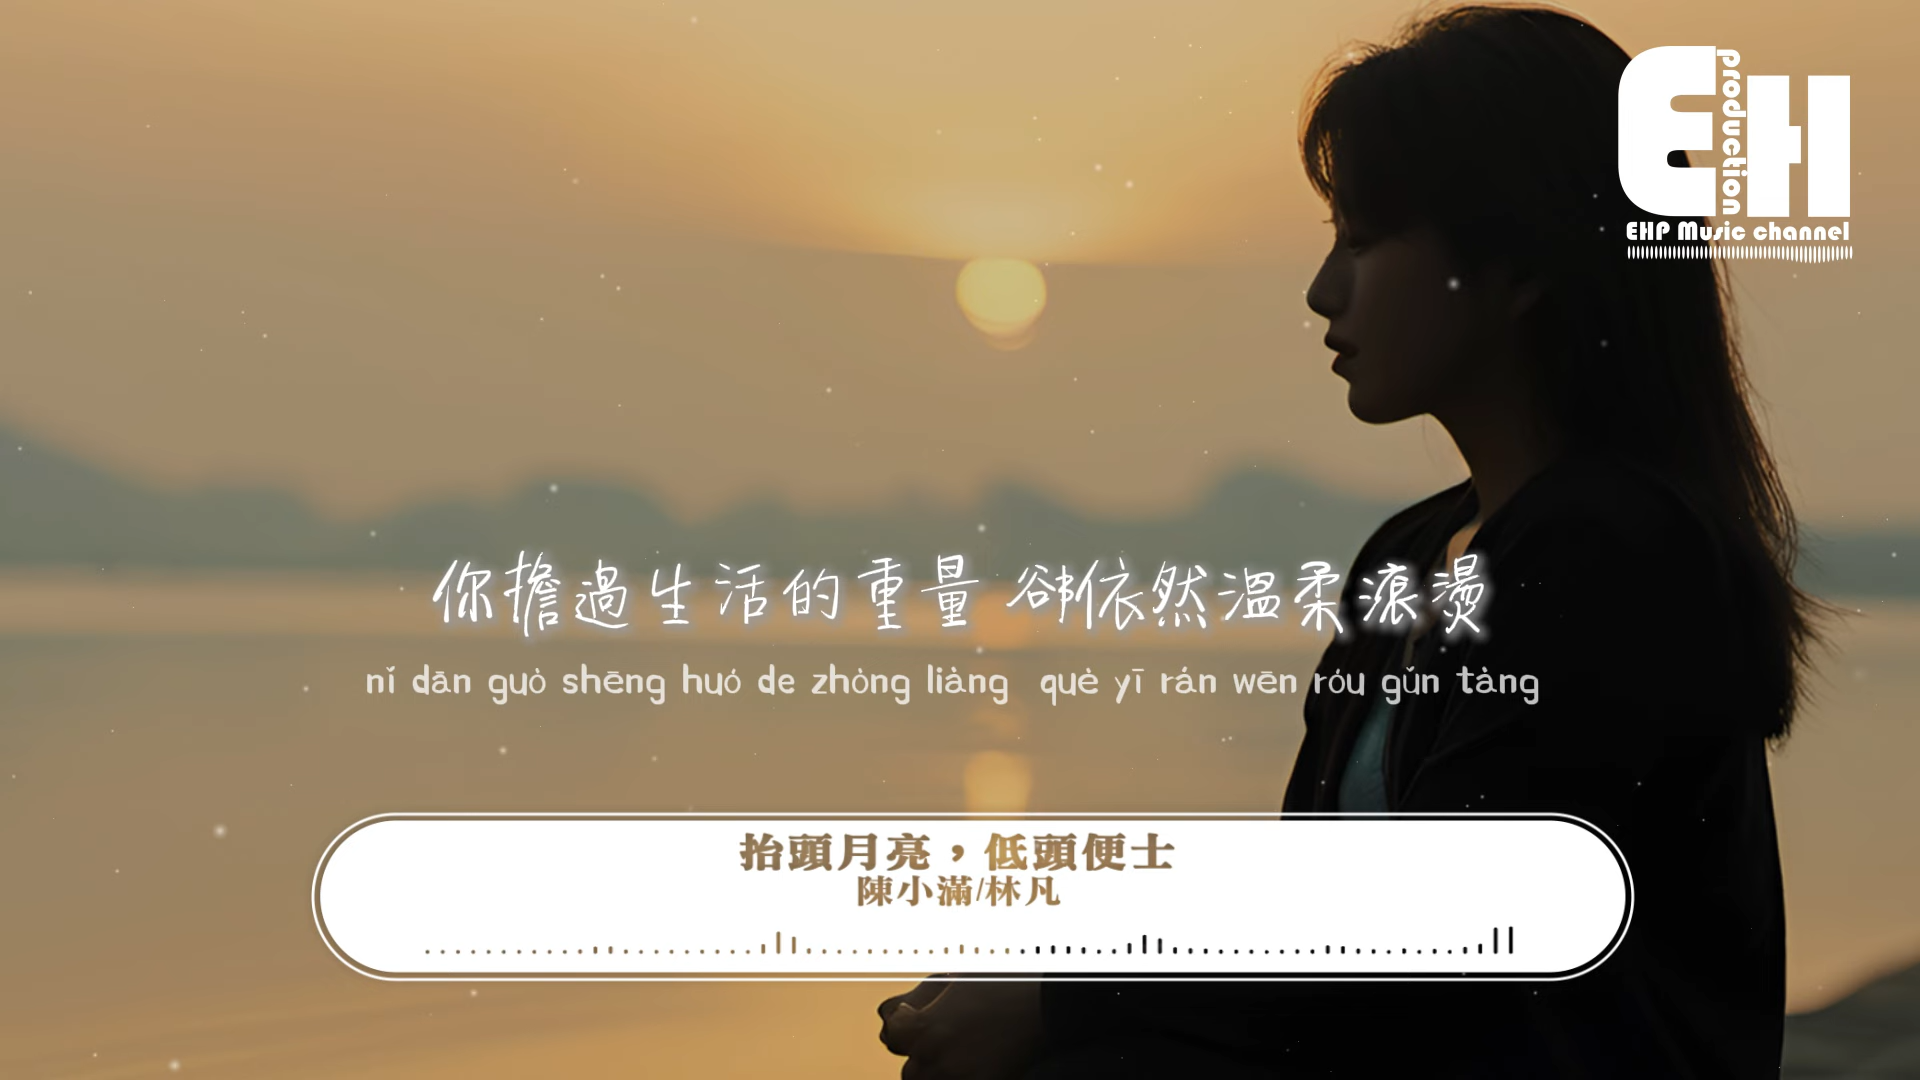 EH
production
EHP Music channel
你擔過生活的重量 卻依然溫柔滾燙
nǐ dān guò shēng huó de zhòng liàng  què yī rán wēn róu gǔn tàng
抬頭月亮，低頭便士
陳小滿/林凡